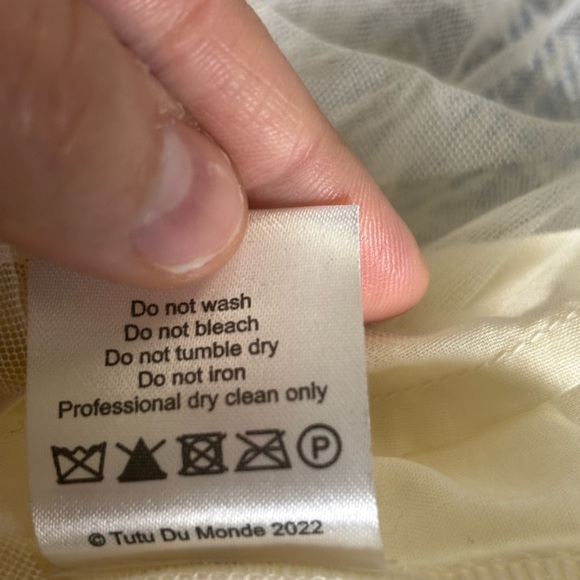 Do not wash
Do not bleach
Do not tumble dry
Do not iron
Professional dry clean only
P
© Tutu Du Monde 2022